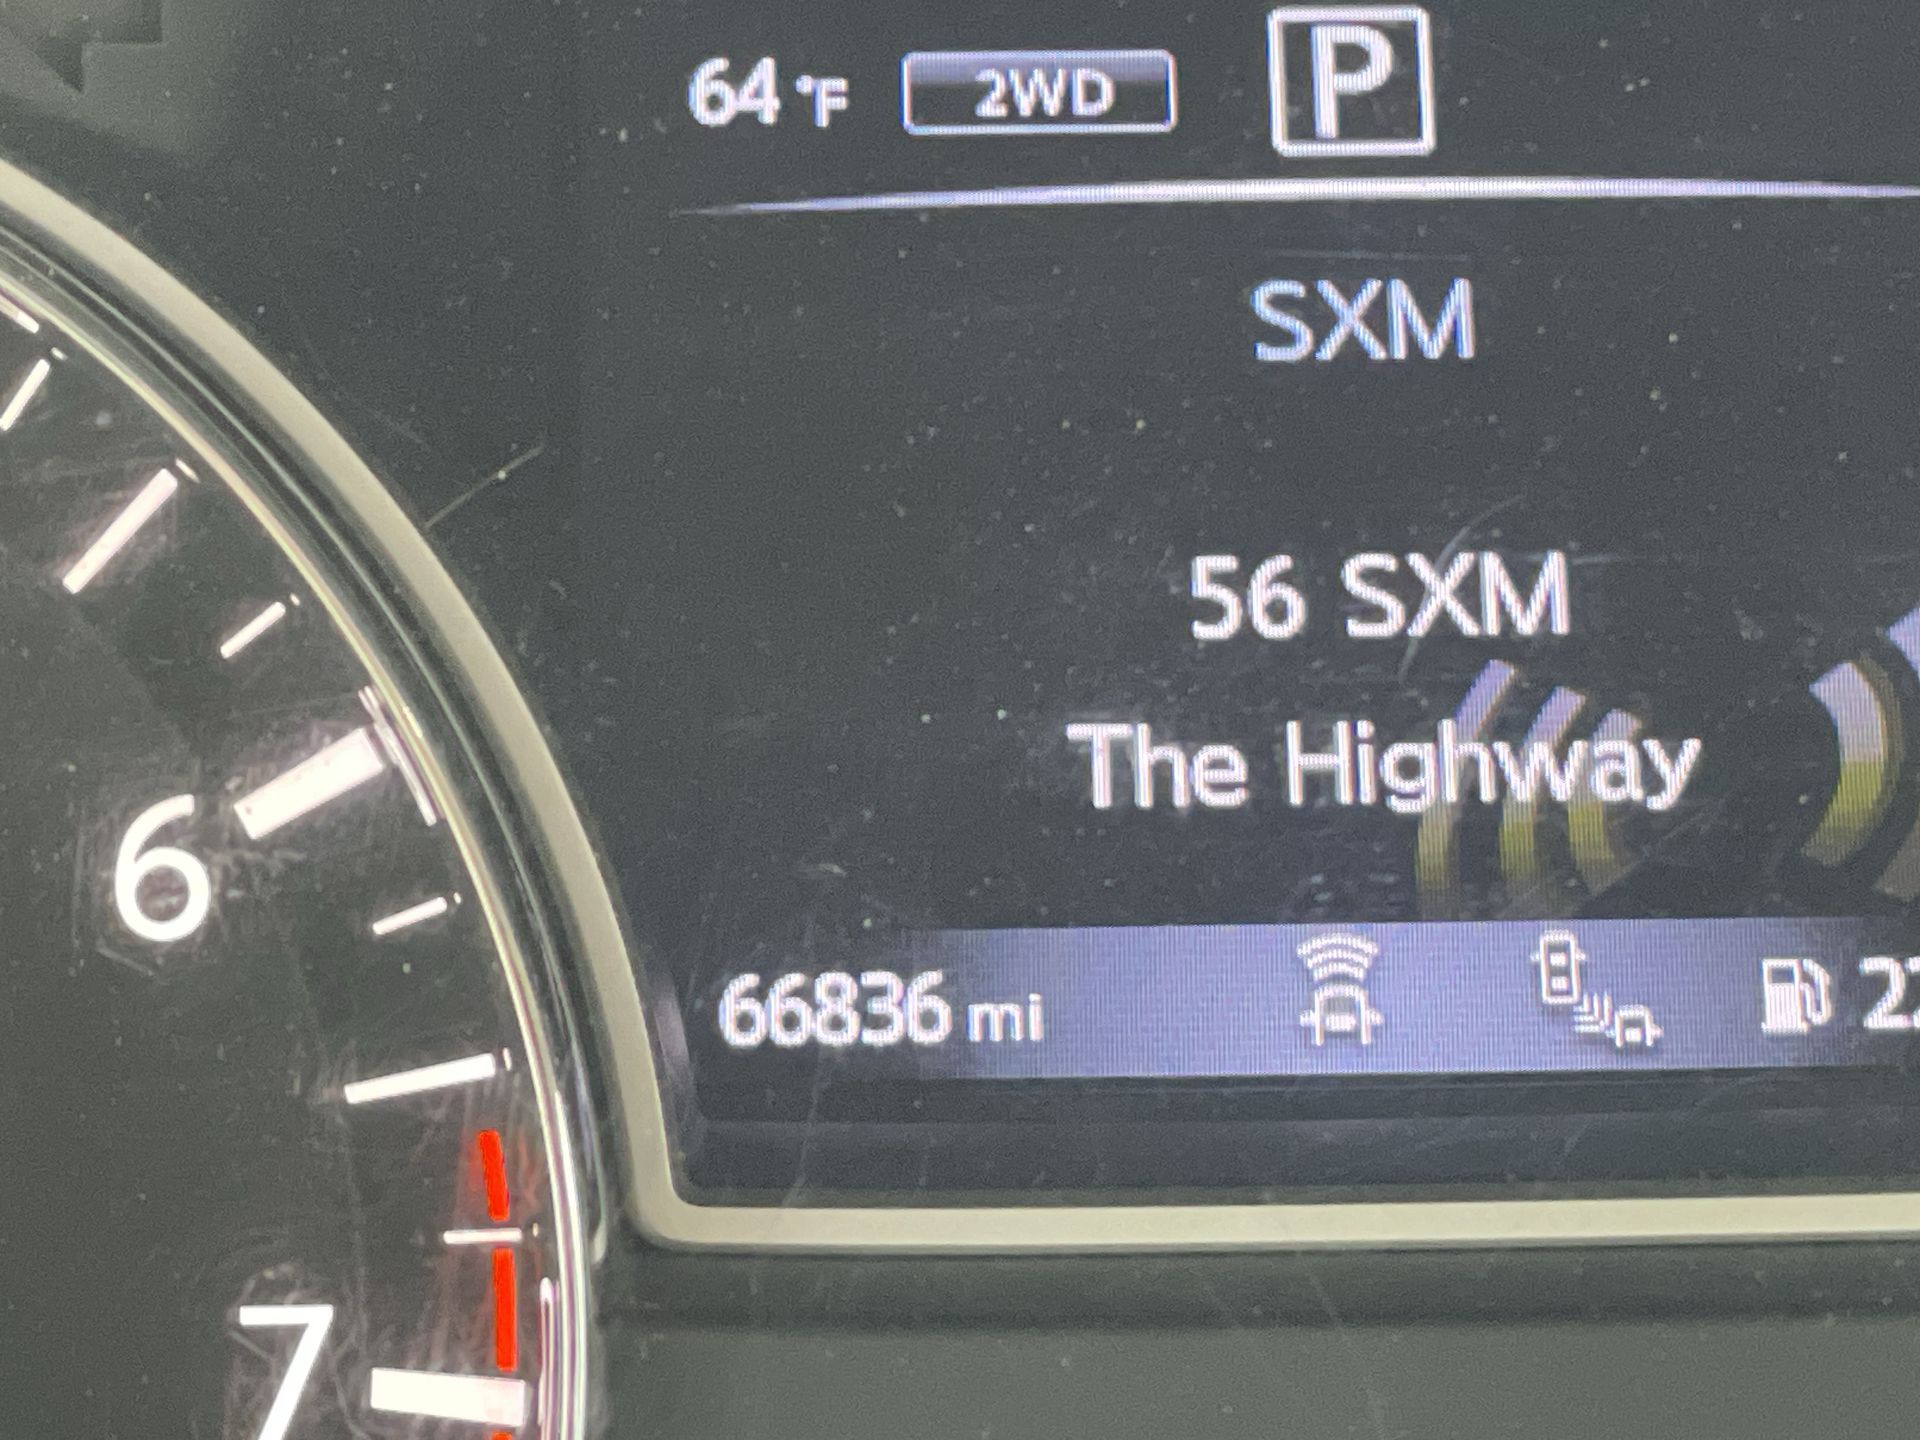 64 °F 2WD P
SXM
56 SXM
The Highway
6
66836 mi
7